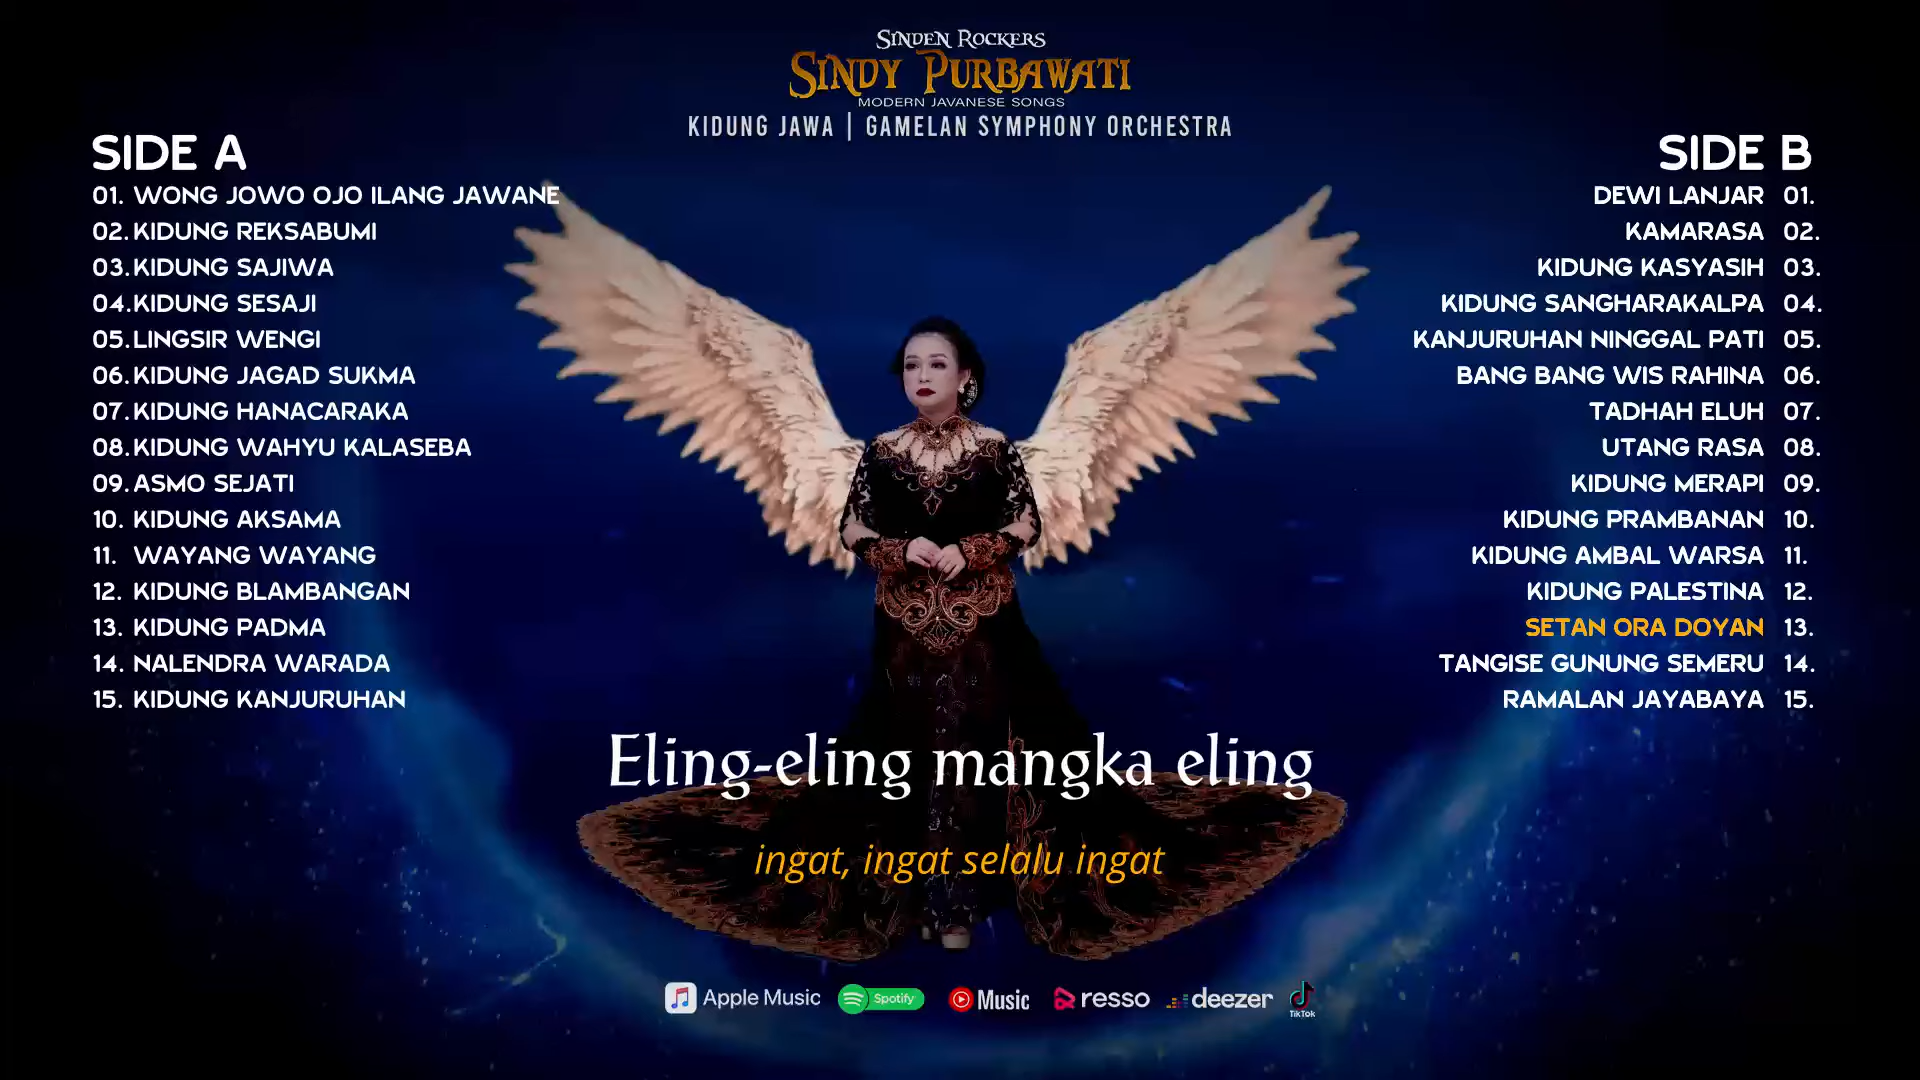 SINDEN ROCKERS
SINDY PURBAWATI
MODERN JAVANESE SONGS
KIDUNG JAWA | GAMELAN SYMPHONY ORCHESTRA
SIDE A
01. WONG JOWO OJO ILANG JAWANE
02. KIDUNG REKSABUMI
03. KIDUNG SAJIWA
04. KIDUNG SESAJI
05. LINGSIR WENGI
06. KIDUNG JAGAD SUKMA
07. KIDUNG HANACARAKA
08. KIDUNG WAHYU KALASEBA
09. ASMO SEJATI
10. KIDUNG AKSAMA
11. WAYANG WAYANG
12. KIDUNG BLAMBANGAN
13. KIDUNG PADMA
14. NALENDRA WARADA
15. KIDUNG KANJURUHAN
SIDE B
DEWI LANJAR 01.
KAMARASA 02.
KIDUNG KASYASIH 03.
KIDUNG SANGHARAKALPA 04.
KANJURUHAN NINGGAL PATI 05.
BANG BANG WIS RAHINA 06.
TADHAH ELUH 07.
UTANG RASA 08.
KIDUNG MERAPI 09.
KIDUNG PRAMBANAN 10.
KIDUNG AMBAL WARSA 11.
KIDUNG PALESTINA 12.
SETAN ORA DOYAN 13.
TANGISE GUNUNG SEMERU 14.
RAMALAN JAYABAYA 15.
Eling-eling mangka eling
ingat, ingat selalu ingat
Apple Music Spotify Music resso deezer TikTok